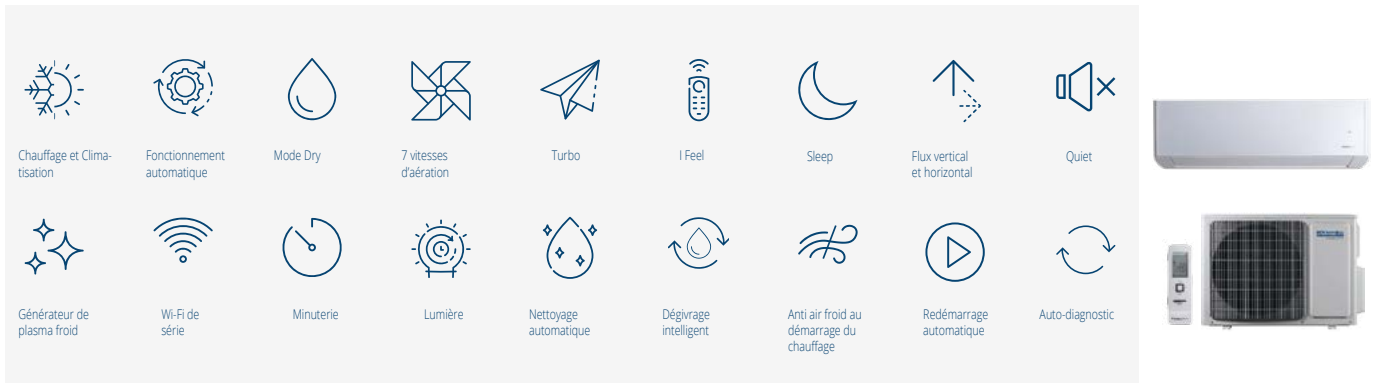 Chauffage et Clima-
tisation
Fonctionnement
automatique
Mode Dry
7 vitesses
d'aération
Turbo
I Feel
Sleep
Flux vertical
et horizontal
Quiet
Générateur de
plasma froid
Wi-Fi de
série
Minuterie
Lumière
Nettoyage
automatique
Dégivrage
intelligent
Anti air froid au
démarrage du
chauffage
Redémarrage
automatique
Auto-diagnostic